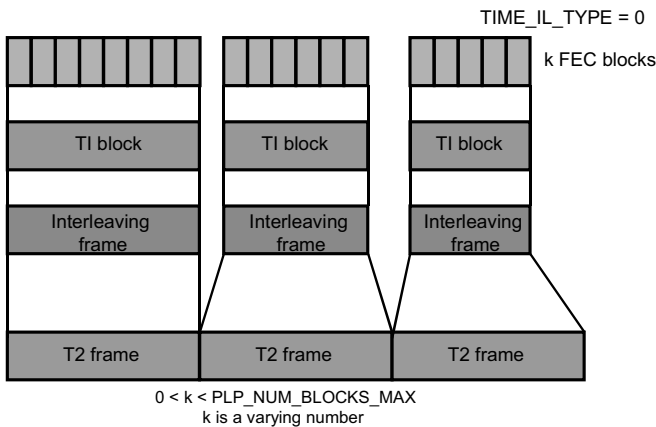 TIME_IL_TYPE = 0
k FEC blocks
TI block
TI block
TI block
Interleaving
frame
Interleaving
frame
Interleaving
frame
T2 frame
T2 frame
T2 frame
0 < k < PLP_NUM_BLOCKS_MAX
k is a varying number